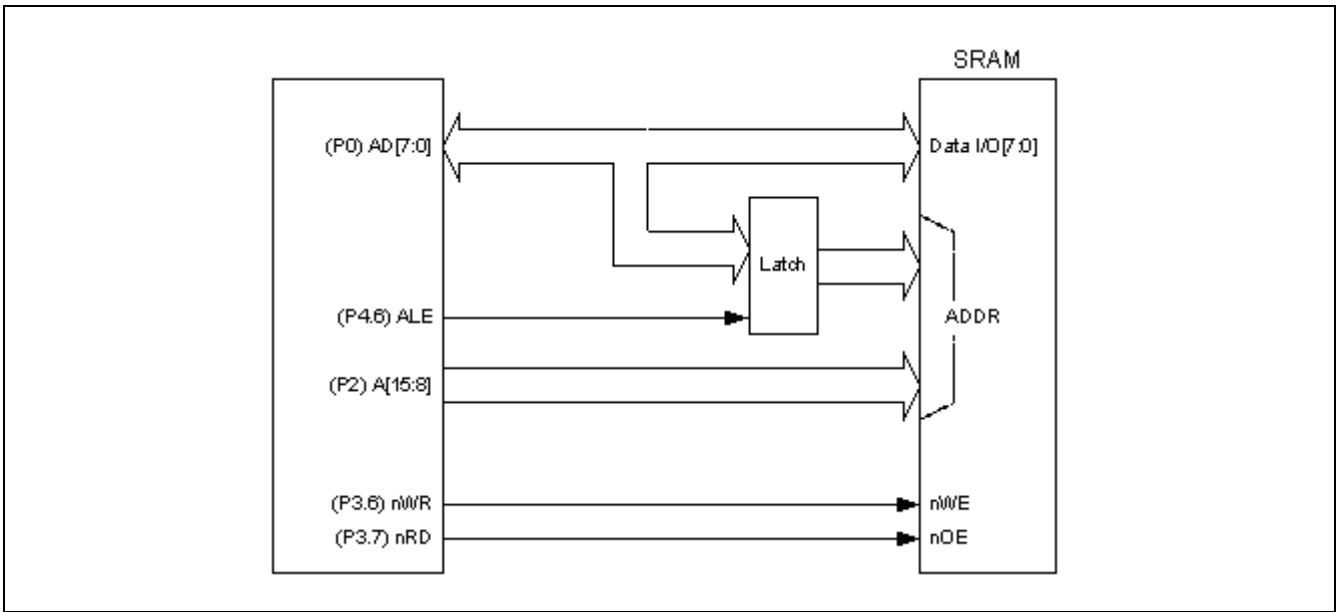 SRAM
(P0) AD[7:0]
Data I/O[7:0]
Latch
(P4.6) ALE
ADDR
(P2) A[15:8]
(P3.6) nWR
nWE
(P3.7) nRD
nOE